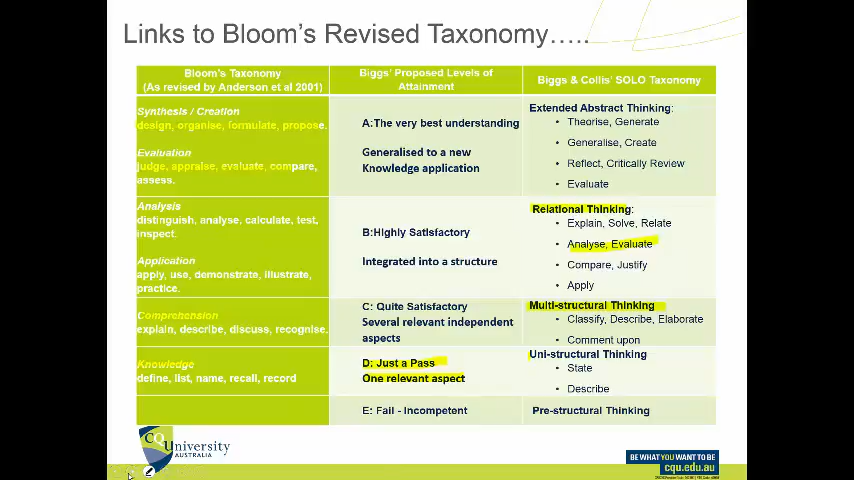 Links to Bloom's Revised Taxonomy.....
Bloom's Taxonomy
(As revised by Anderson et al 2001)
Biggs' Proposed Levels of
Attainment
Biggs & Collis' SOLO Taxonomy
Synthesis / Creation
design, organise, formulate, propose.
Evaluation
judge, appraise, evaluate, compare,
assess.
A:The very best understanding
Generalised to a new
Knowledge application
Extended Abstract Thinking:
• Theorise, Generate
• Generalise, Create
• Reflect, Critically Review
• Evaluate
Analysis
distinguish, analyse, calculate, test,
inspect.
Application
apply, use, demonstrate, illustrate,
practice.
B:Highly Satisfactory
Integrated into a structure
Relational Thinking:
• Explain, Solve, Relate
• Analyse, Evaluate
• Compare, Justify
• Apply
Comprehension
explain, describe, discuss, recognise.
C: Quite Satisfactory
Several relevant independent
aspects
Multi-structural Thinking
• Classify, Describe, Elaborate
• Comment upon
Knowledge
define, list, name, recall, record
D: Just a Pass
One relevant aspect
Uni-structural Thinking
• State
• Describe
E: Fail - Incompetent
Pre-structural Thinking
CQUniversity
AUSTRALIA
BE WHAT YOU WANT TO BE
cqu.edu.au